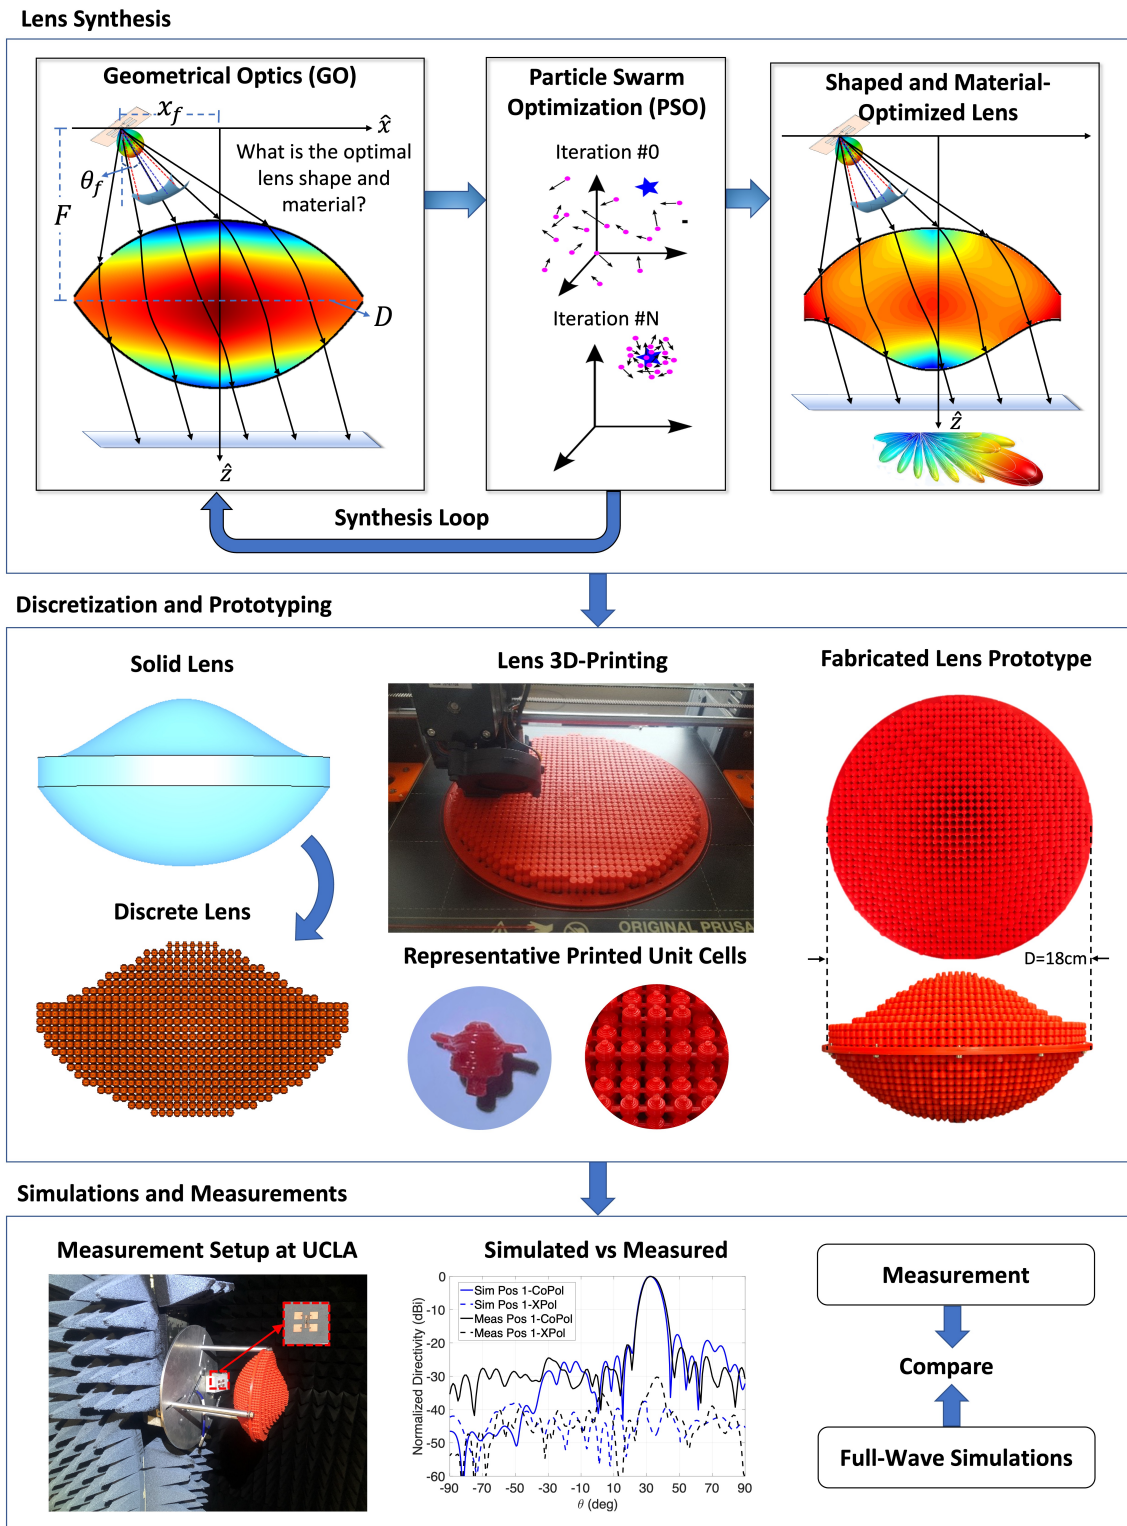 Lens Synthesis
Geometrical Optics (GO)
x_f
x̂
What is the optimal
lens shape and
material?
θ_f
F
D
ẑ
Particle Swarm
Optimization (PSO)
Iteration #0
Iteration #N
Shaped and Material-
Optimized Lens
ẑ
Synthesis Loop
Discretization and Prototyping
Solid Lens
Discrete Lens
Lens 3D-Printing
ORIGINAL PRUSA
Representative Printed Unit Cells
Fabricated Lens Prototype
D=18cm
Simulations and Measurements
Measurement Setup at UCLA
Simulated vs Measured
Sim Pos 1-CoPol
Sim Pos 1-XPol
Meas Pos 1-CoPol
Meas Pos 1-XPol
Normalized Directivity (dBi)
0
-10
-20
-30
-40
-50
-60
-90 -70 -50 -30 -10 10 30 50 70 90
θ (deg)
Measurement
Compare
Full-Wave Simulations